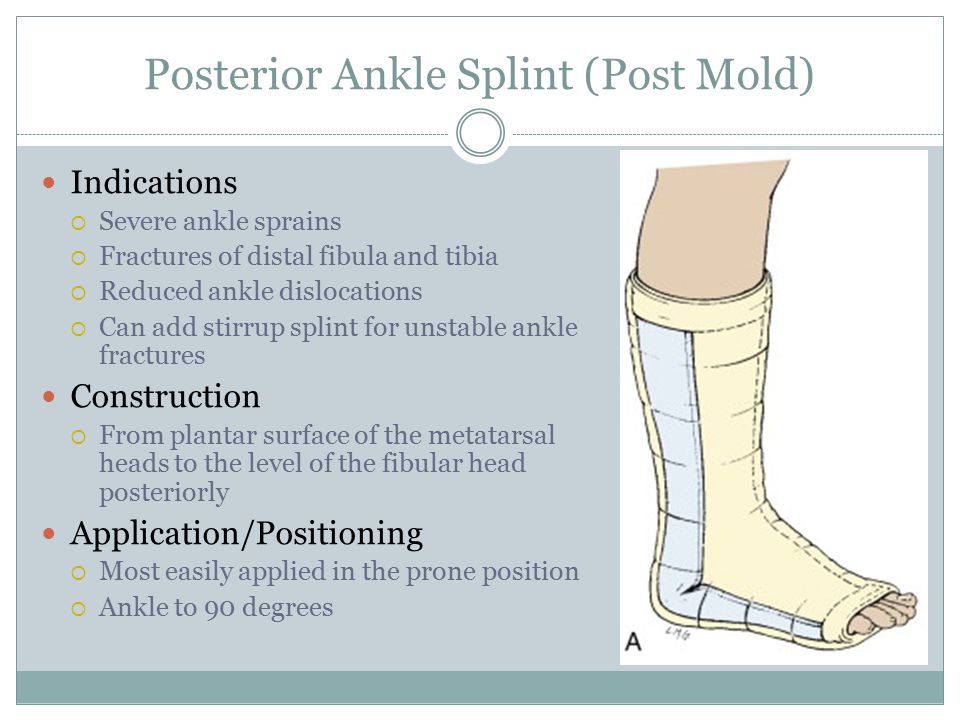 Posterior Ankle Splint (Post Mold)
Indications
Severe ankle sprains
Fractures of distal fibula and tibia
Reduced ankle dislocations
Can add stirrup splint for unstable ankle
fractures
Construction
From plantar surface of the metatarsal
heads to the level of the fibular head
posteriorly
Application/Positioning
Most easily applied in the prone position
Ankle to 90 degrees
A
L.M.G